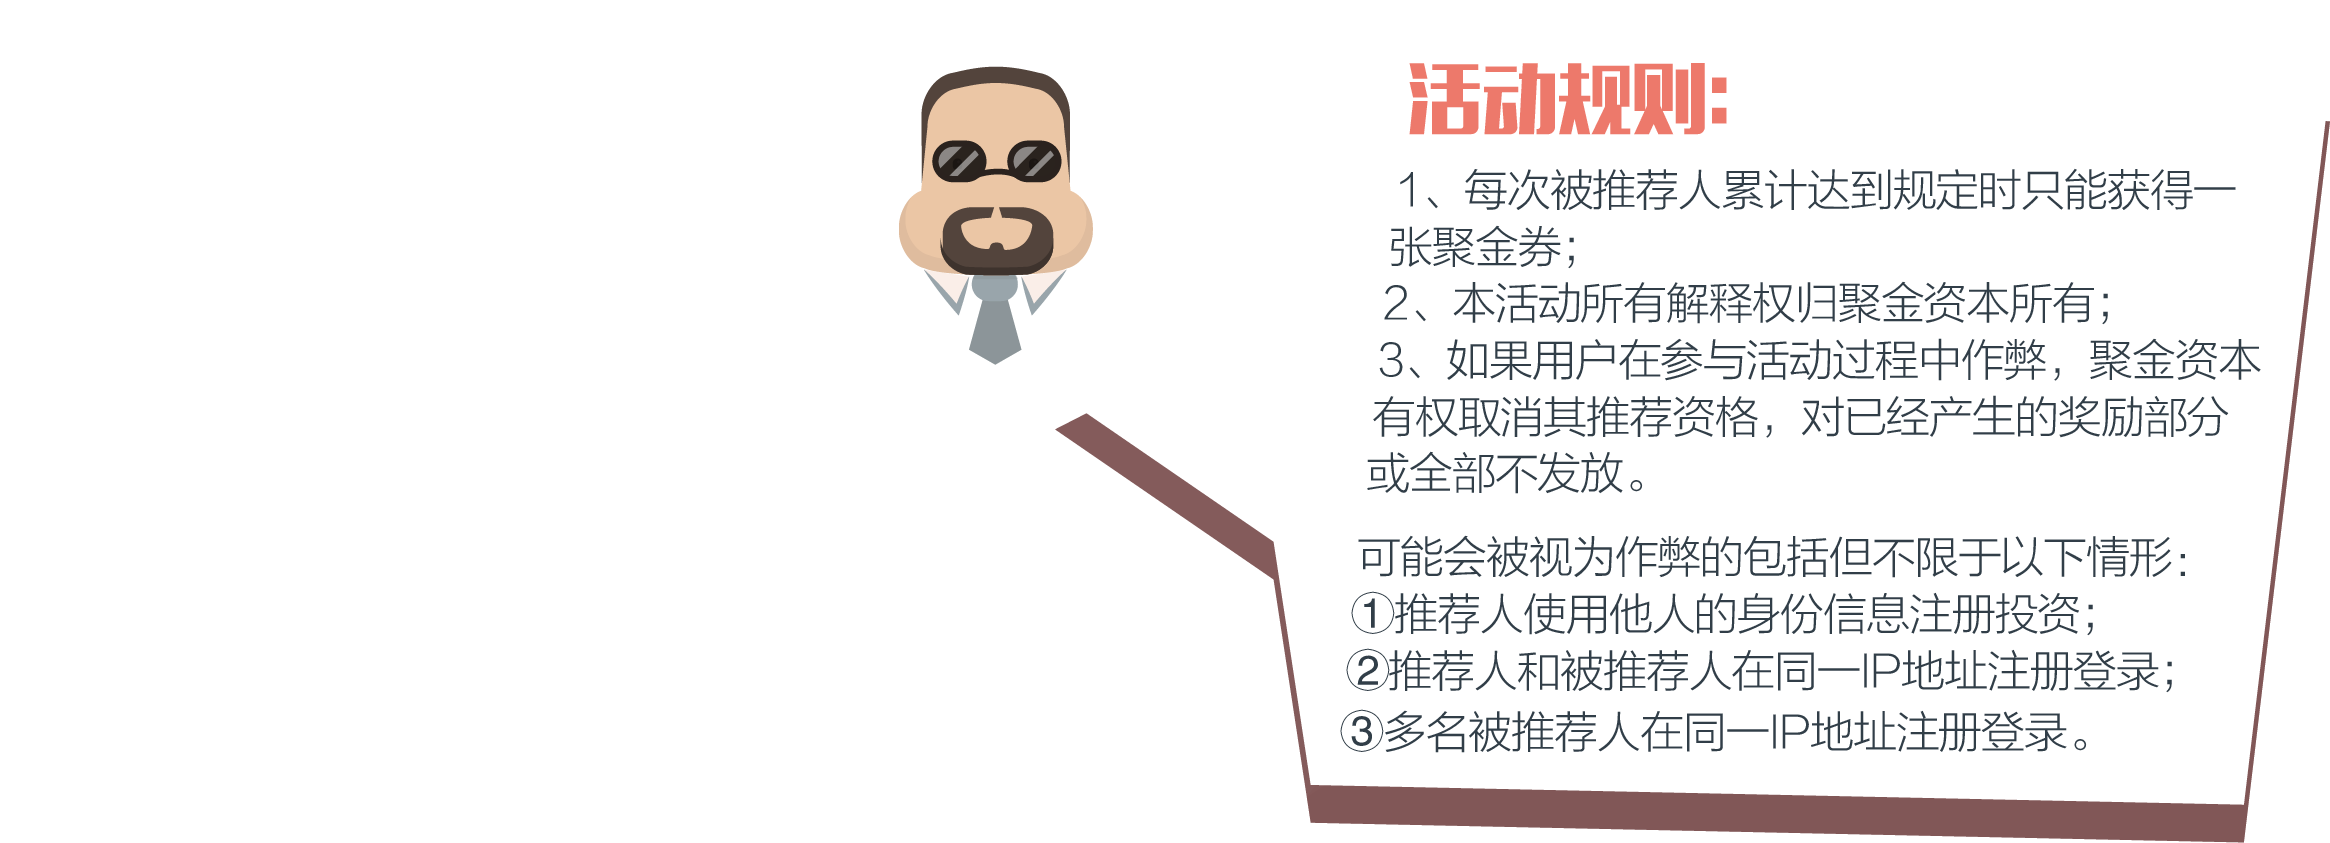 活动规则:
1、每次被推荐人累计达到规定时只能获得一
张聚金券；
2、本活动所有解释权归聚金资本所有；
3、如果用户在参与活动过程中作弊，聚金资本
有权取消其推荐资格，对已经产生的奖励部分
或全部不发放。
可能会被视为作弊的包括但不限于以下情形：
①推荐人使用他人的身份信息注册投资；
②推荐人和被推荐人在同一IP地址注册登录；
③多名被推荐人在同一IP地址注册登录。